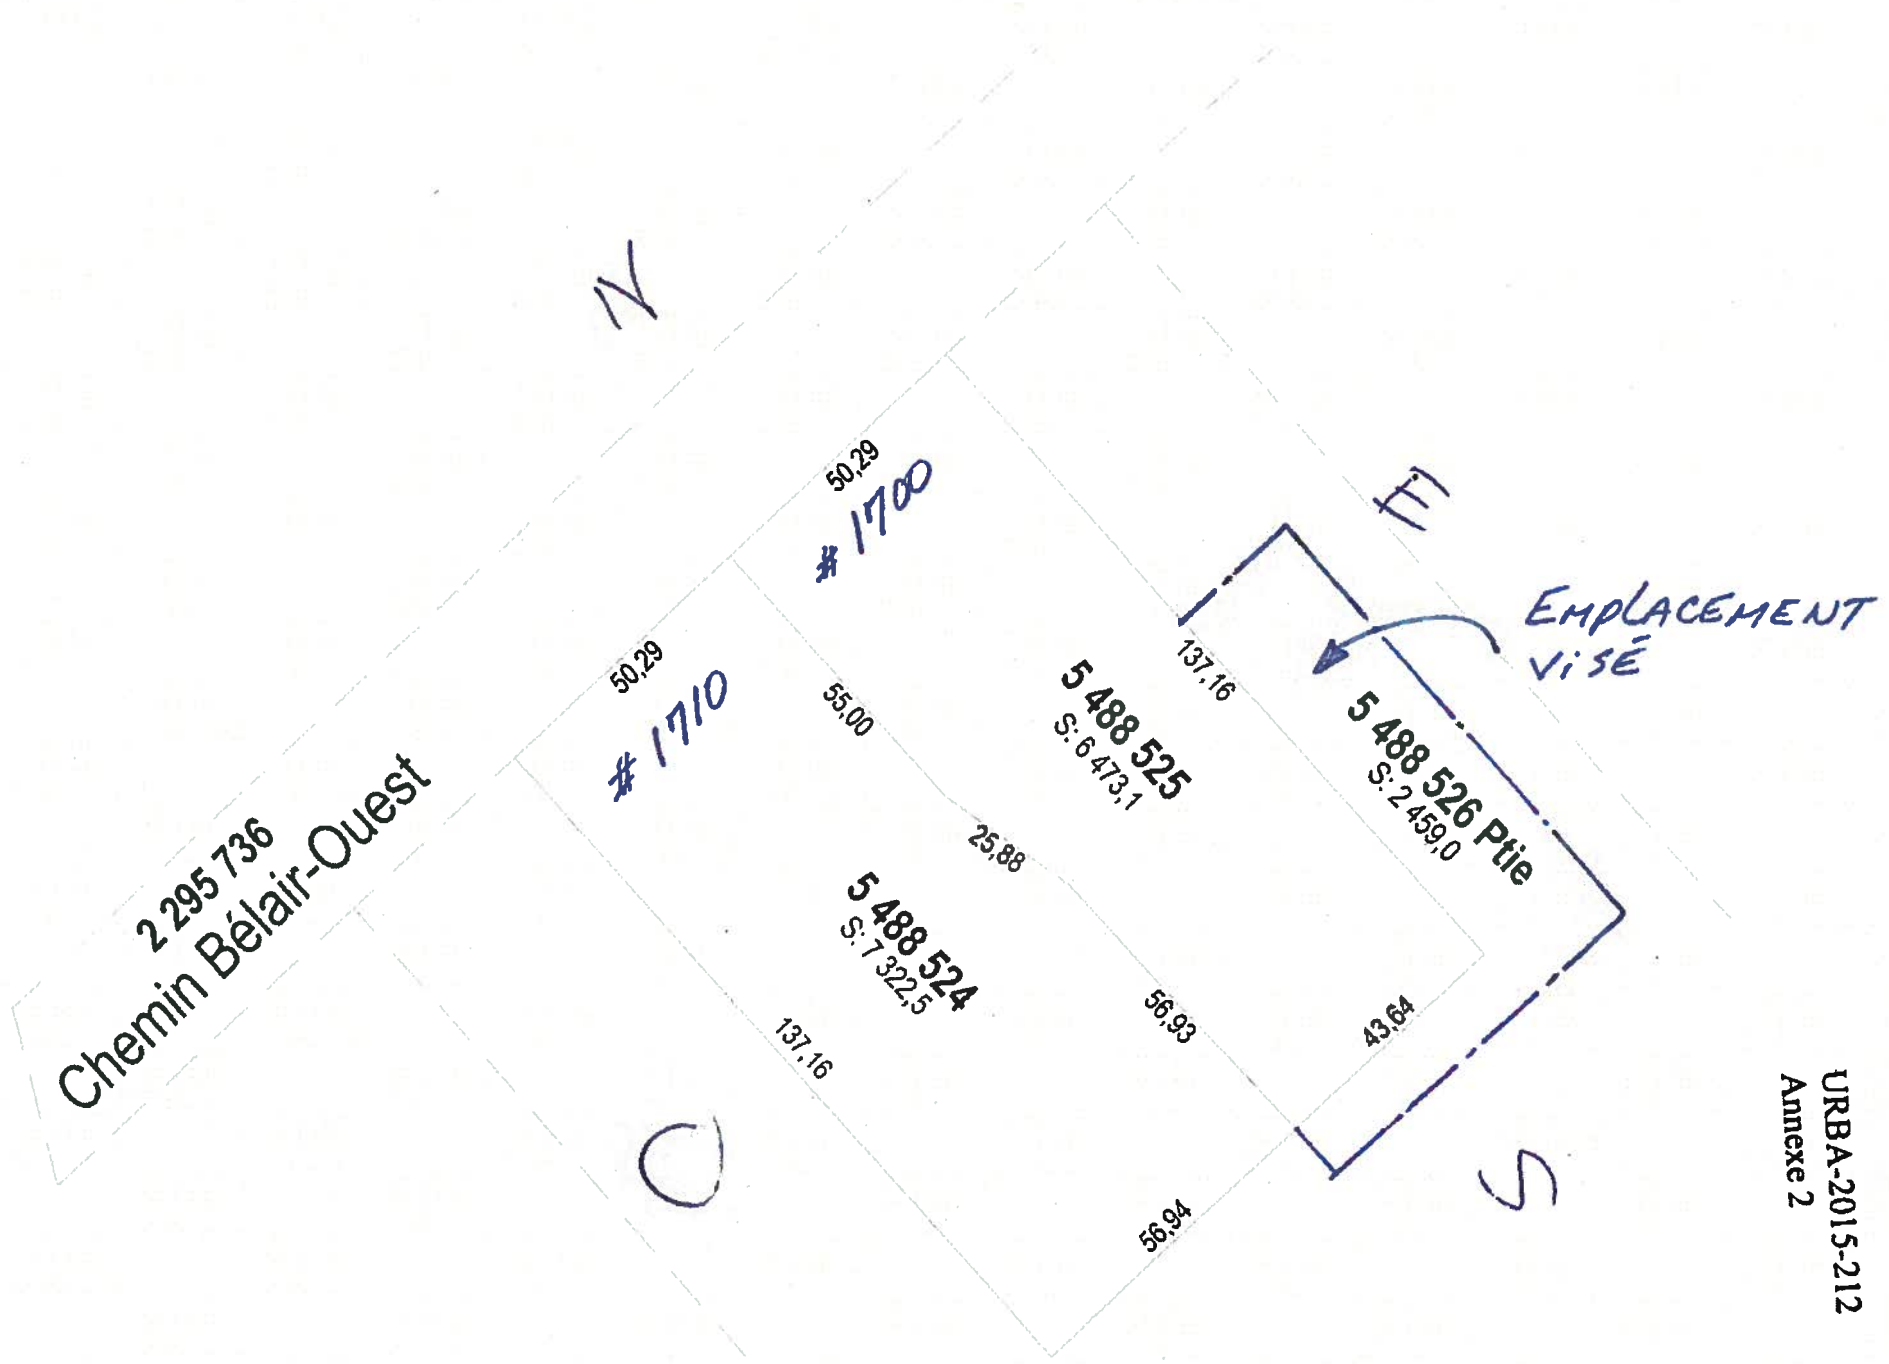 N
50,29
# 1700
E
EMPLACEMENT
VISÉ
137,16
50,29
# 1710
55,00
5 488 525
S: 6 473,1
5 488 526 Ptie
S: 2 459,0
2 295 736
Chemin Bélair-Ouest
25,88
5 488 524
S: 7 322,5
137,16
56,93
43,64
O
S
56,94
URBA-2015-212
Annexe 2